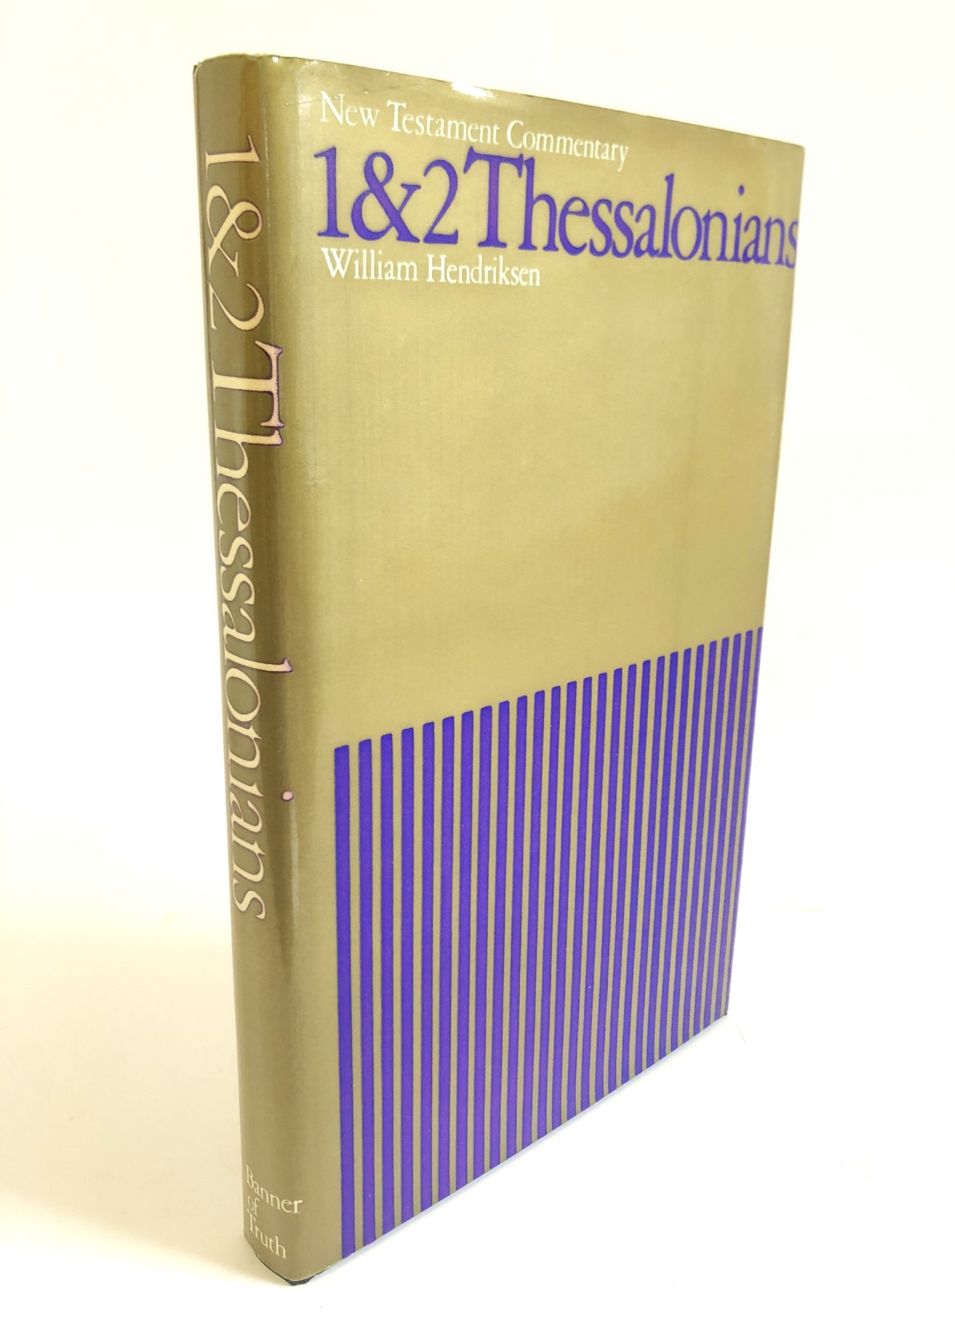 New Testament Commentary
1&2 Thessalonians
William Hendriksen
1&2 Thessalonians
Banner
of
Truth